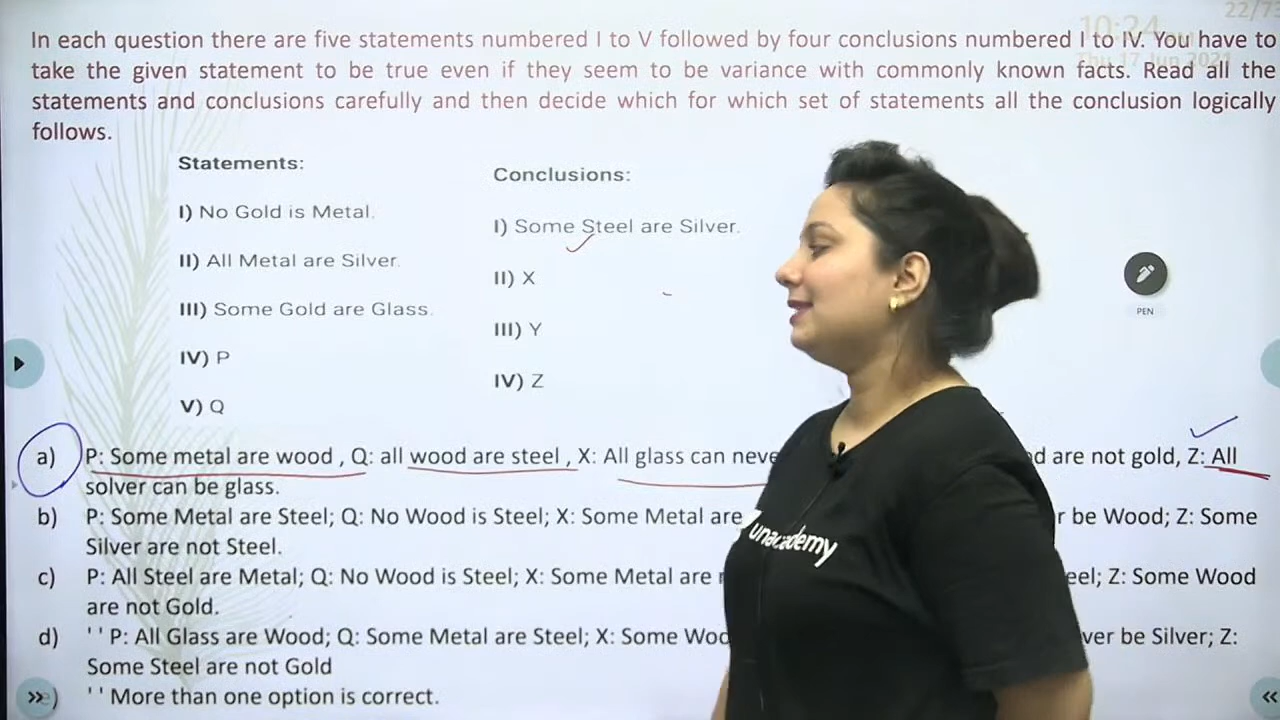 22/73
10:24
Thu 17 Jun 2021
In each question there are five statements numbered I to V followed by four conclusions numbered I to IV. You have to
take the given statement to be true even if they seem to be variance with commonly known facts. Read all the
statements and conclusions carefully and then decide which for which set of statements all the conclusion logically
follows.
Statements:
Conclusions:
I) No Gold is Metal.
I) Some Steel are Silver.
II) All Metal are Silver.
II) X
III) Some Gold are Glass.
III) Y
IV) P
IV) Z
V) Q
PEN
a) P: Some metal are wood , Q: all wood are steel , X: All glass can are not gold, Z: All
solver can be glass.
b) P: Some Metal are Steel; Q: No Wood is Steel; X: Some Metal are be Wood; Z: Some
Silver are not Steel.
c) P: All Steel are Metal; Q: No Wood is Steel; X: Some Metal are Z: Some Wood
are not Gold.
d) ' ' P: All Glass are Wood; Q: Some Metal are Steel; X: Some be Silver; Z:
Some Steel are not Gold
e) ' ' More than one option is correct.
unacademy